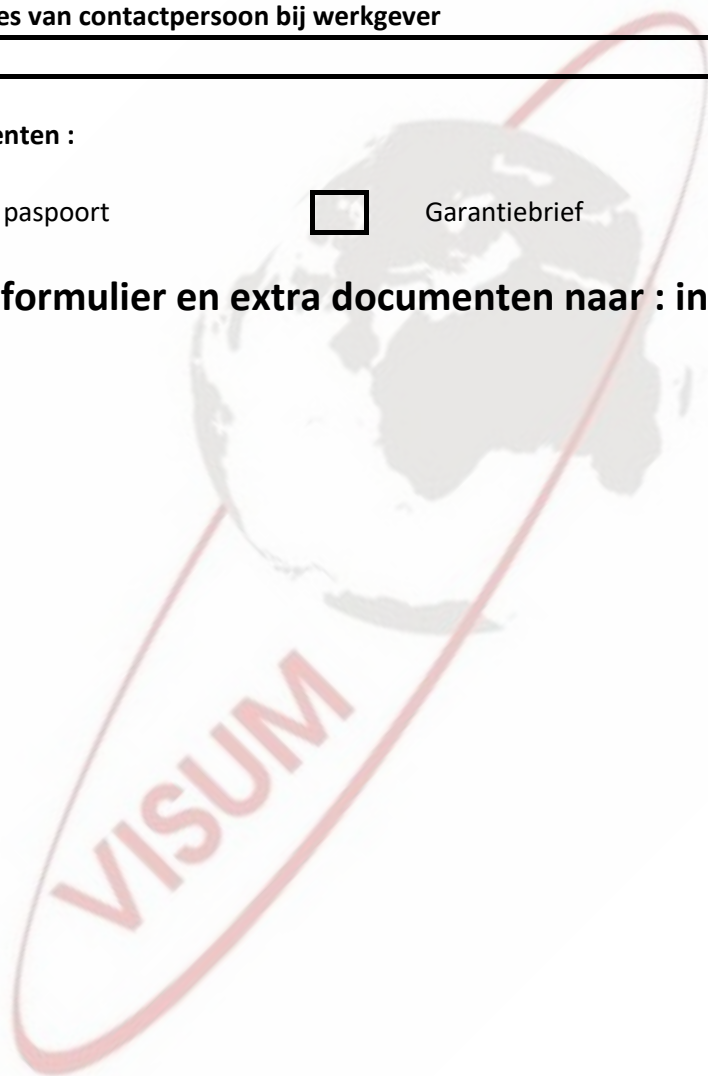 es van contactpersoon bij werkgever
enten :
paspoort Garantiebrief
formulier en extra documenten naar : in
VISUM